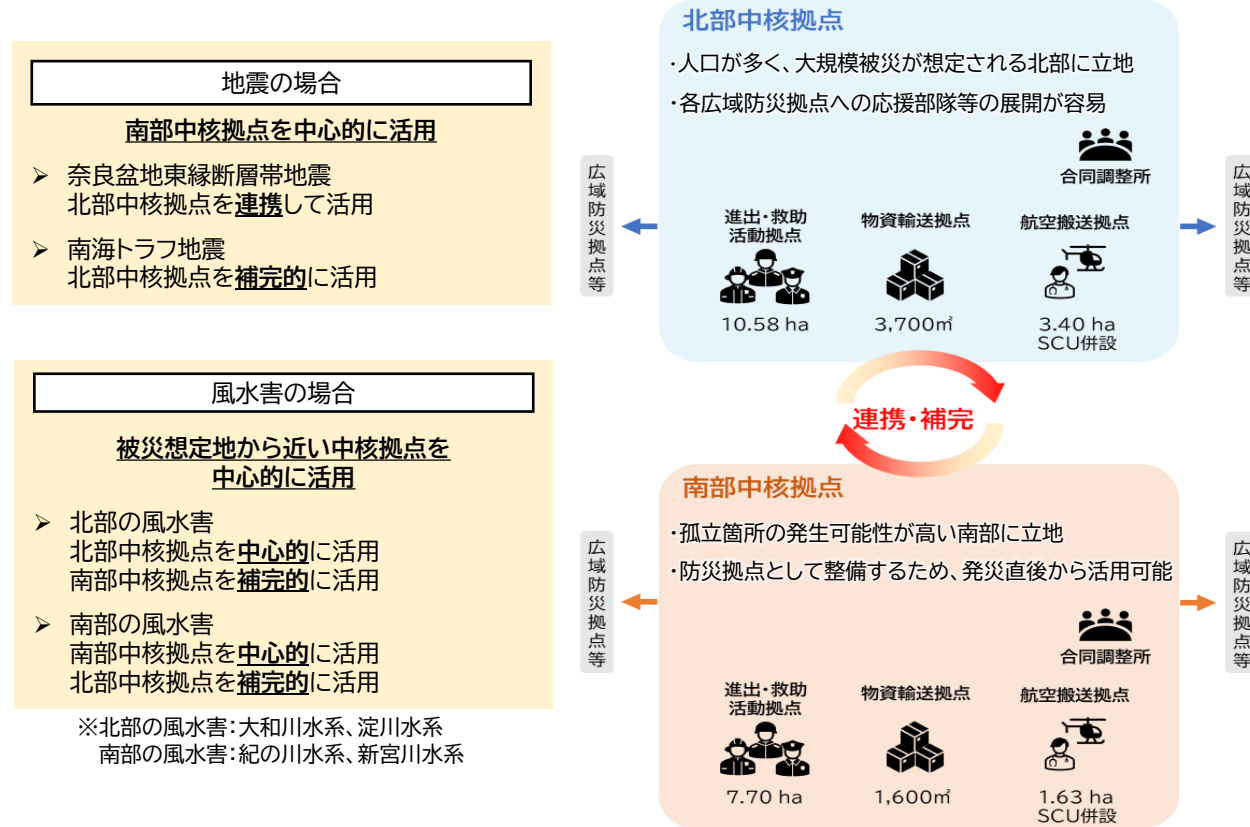 地震の場合
南部中核拠点を中心的に活用
➢ 奈良盆地東縁断層帯地震
北部中核拠点を連携して活用
➢ 南海トラフ地震
北部中核拠点を補完的に活用
風水害の場合
被災想定地から近い中核拠点を
中心的に活用
➢ 北部の風水害
北部中核拠点を中心的に活用
南部中核拠点を補完的に活用
➢ 南部の風水害
南部中核拠点を中心的に活用
北部中核拠点を補完的に活用
※北部の風水害：大和川水系、淀川水系
南部の風水害：紀の川水系、新宮川水系
北部中核拠点
・人口が多く、大規模被災が想定される北部に立地
・各広域防災拠点への応援部隊等の展開が容易
合同調整所
広域防災拠点等
進出・救助
活動拠点
物資輸送拠点
航空搬送拠点
広域防災拠点等
10.58 ha
3,700㎡
3.40 ha
SCU併設
連携・補完
南部中核拠点
・孤立箇所の発生可能性が高い南部に立地
・防災拠点として整備するため、発災直後から活用可能
合同調整所
広域防災拠点等
進出・救助
活動拠点
物資輸送拠点
航空搬送拠点
広域防災拠点等
7.70 ha
1,600㎡
1.63 ha
SCU併設